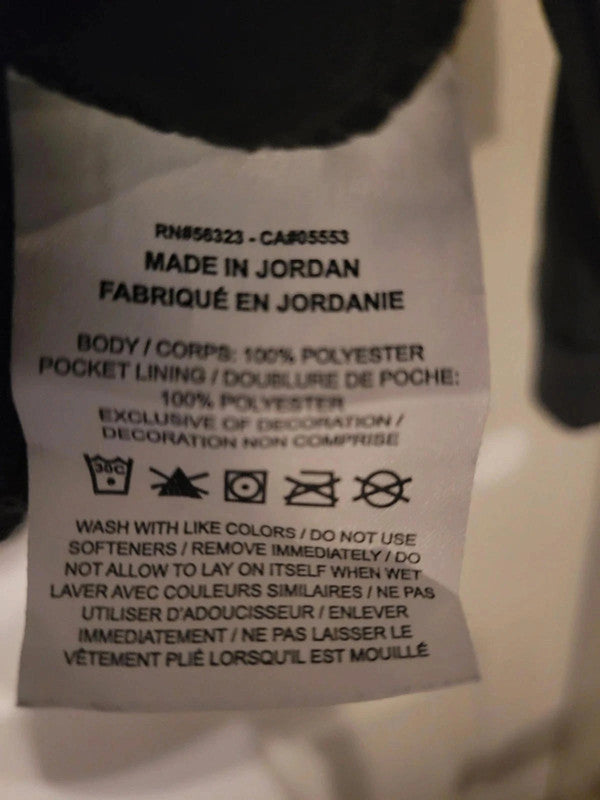 RN#56323 - CA#05553
MADE IN JORDAN
FABRIQUÉ EN JORDANIE
BODY / CORPS: 100% POLYESTER
POCKET LINING / DOUBLURE DE POCHE:
100% POLYESTER
EXCLUSIVE OF DECORATION /
DECORATION NON COMPRISE
30C
WASH WITH LIKE COLORS / DO NOT USE
SOFTENERS / REMOVE IMMEDIATELY / DO
NOT ALLOW TO LAY ON ITSELF WHEN WET
LAVER AVEC COULEURS SIMILAIRES / NE PAS
UTILISER D'ADOUCISSEUR / ENLEVER
IMMEDIATEMENT / NE PAS LAISSER LE
VÊTEMENT PLIÉ LORSQU'IL EST MOUILLÉ